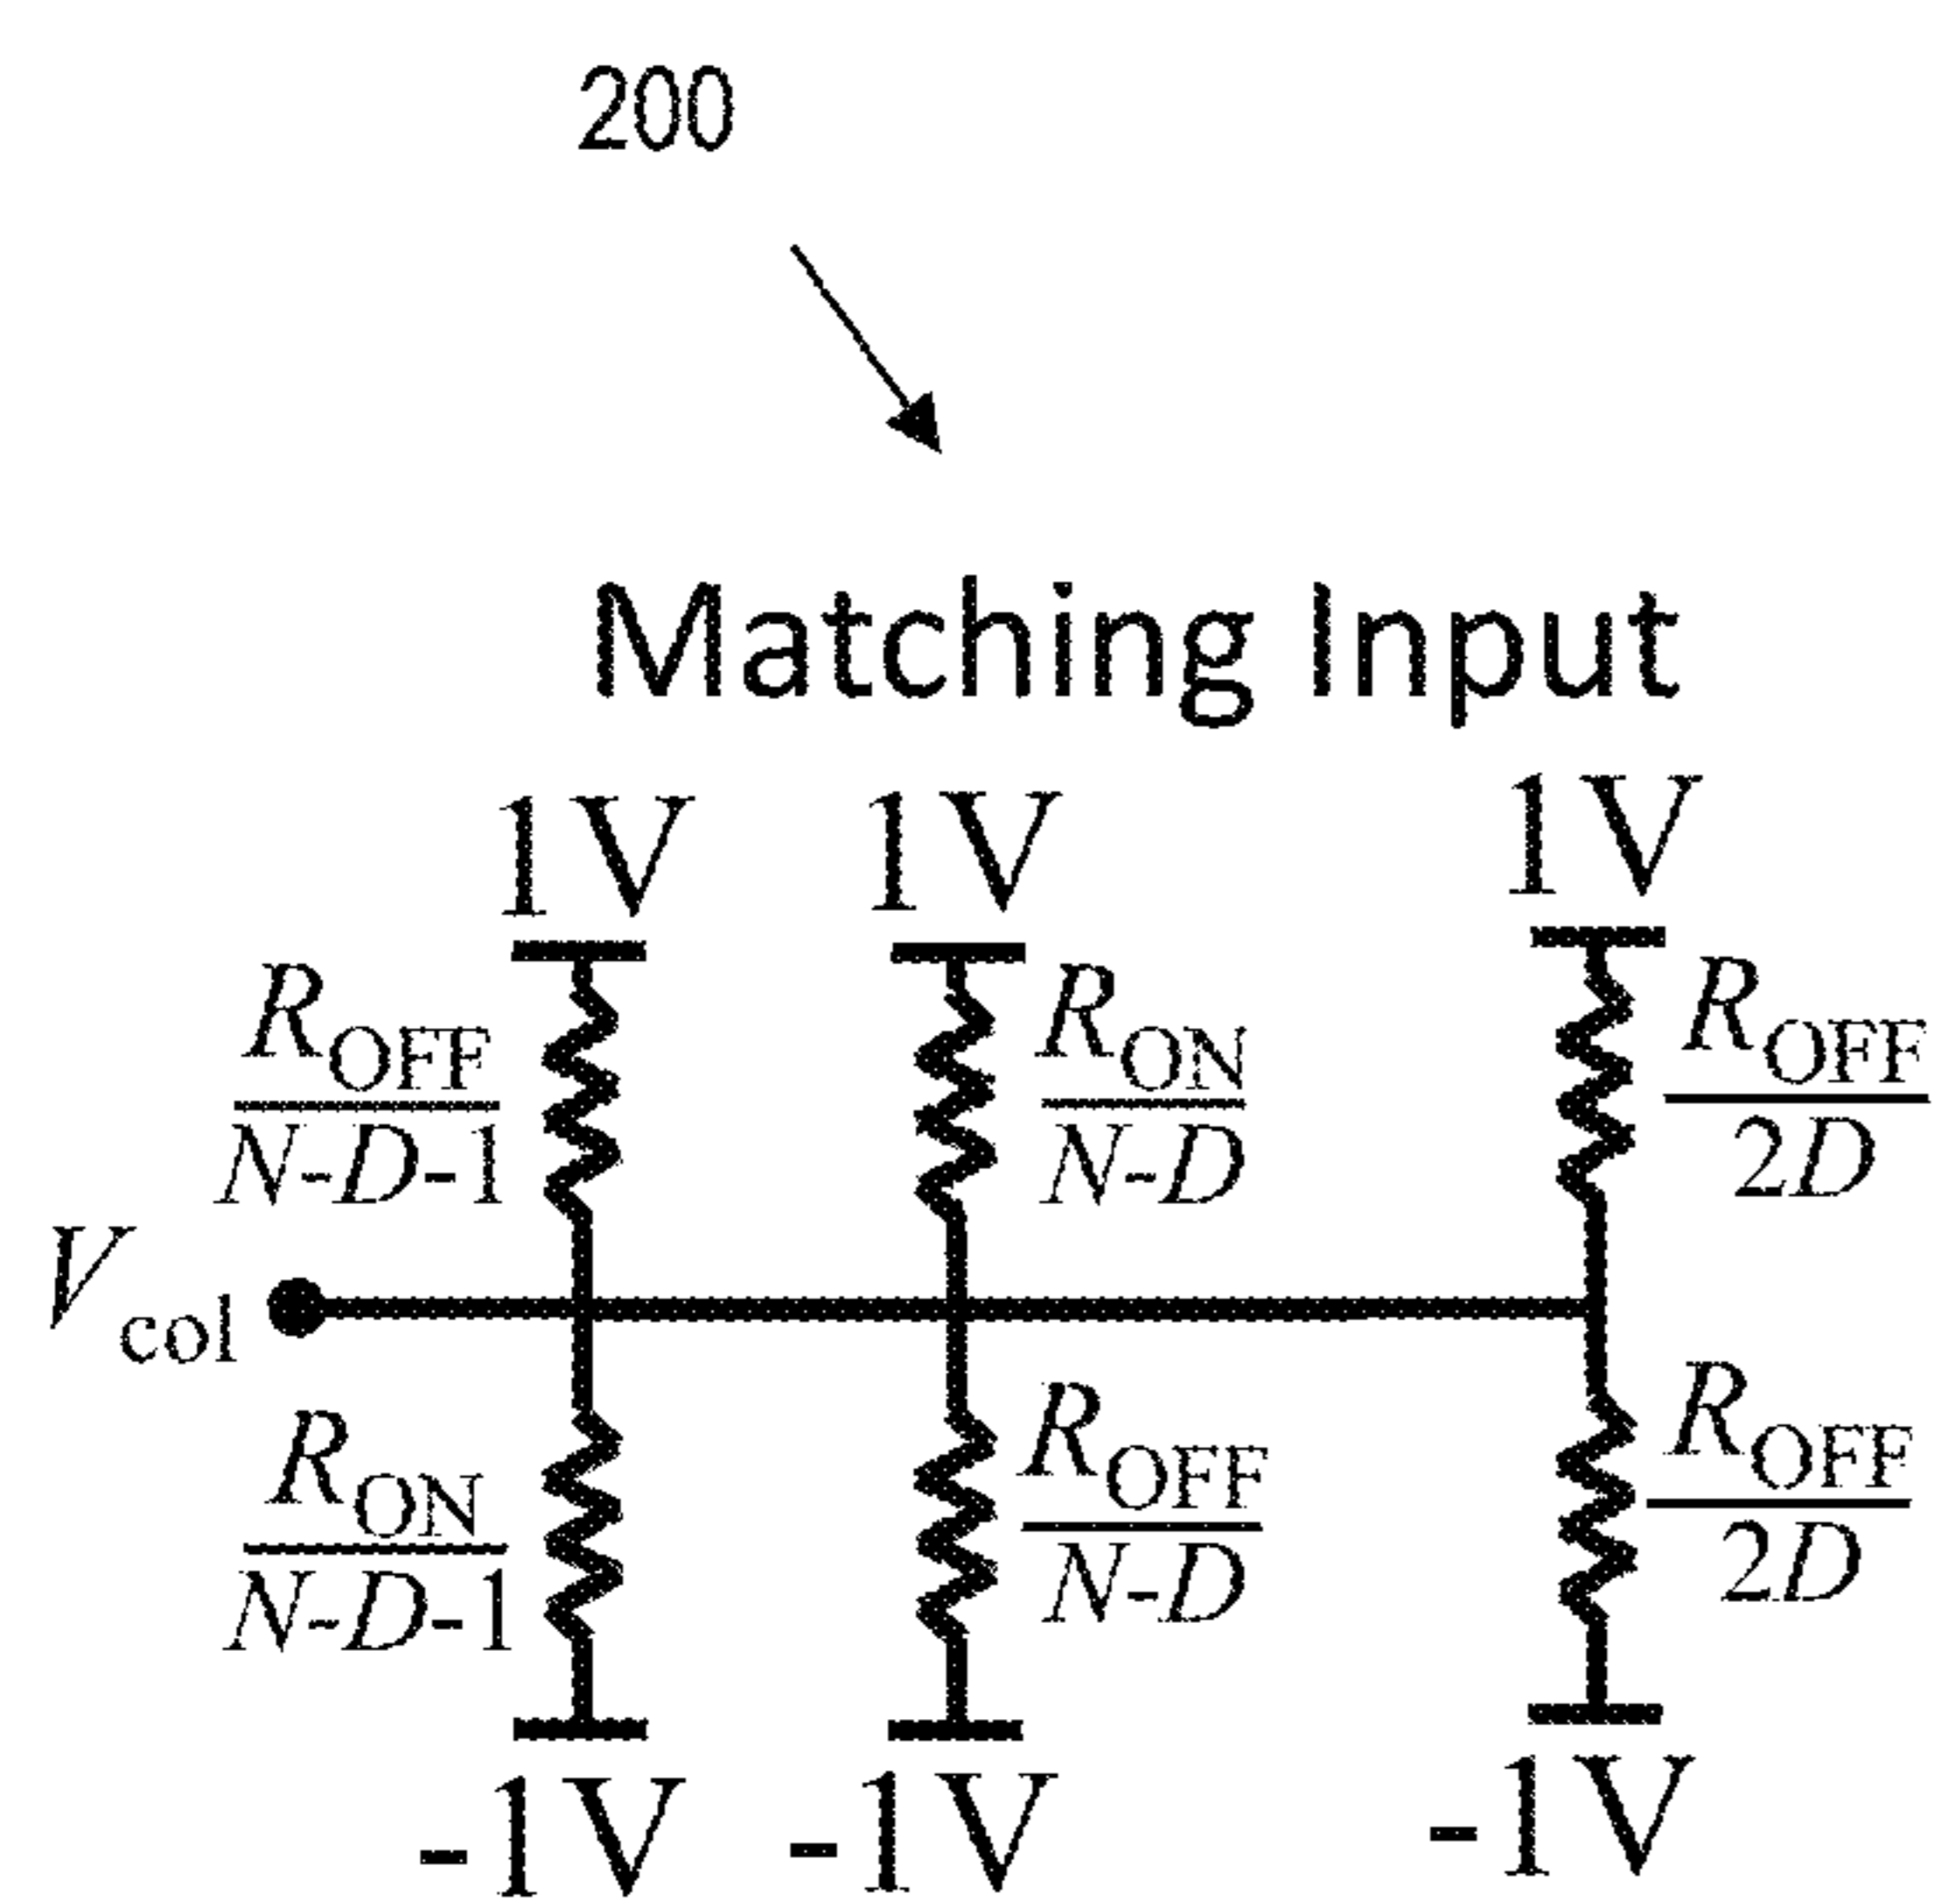 200
Matching Input
1V 1V 1V
R_OFF/N-D-1 R_ON/N-D R_OFF/2D
V_col
R_ON/N-D-1 R_OFF/N-D R_OFF/2D
-1V -1V -1V